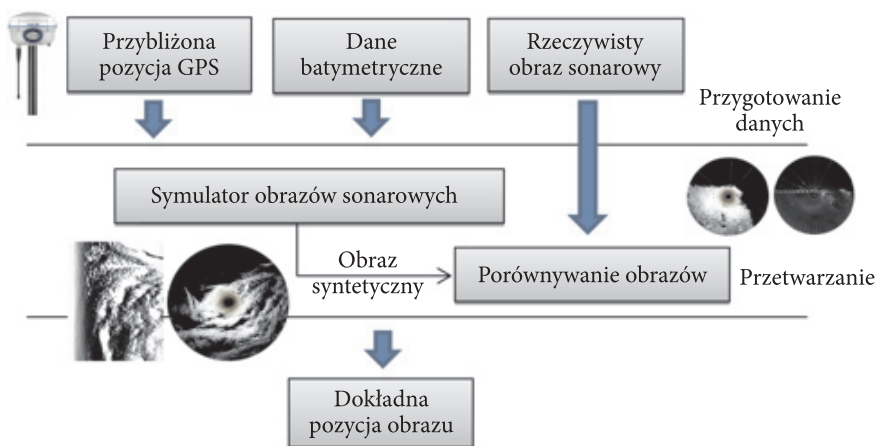 Przybliżona
pozycja GPS
Dane
batymetryczne
Rzeczywisty
obraz sonarowy
Przygotowanie
danych
Symulator obrazów sonarowych
Obraz
syntetyczny
Porównywanie obrazów
Przetwarzanie
Dokładna
pozycja obrazu